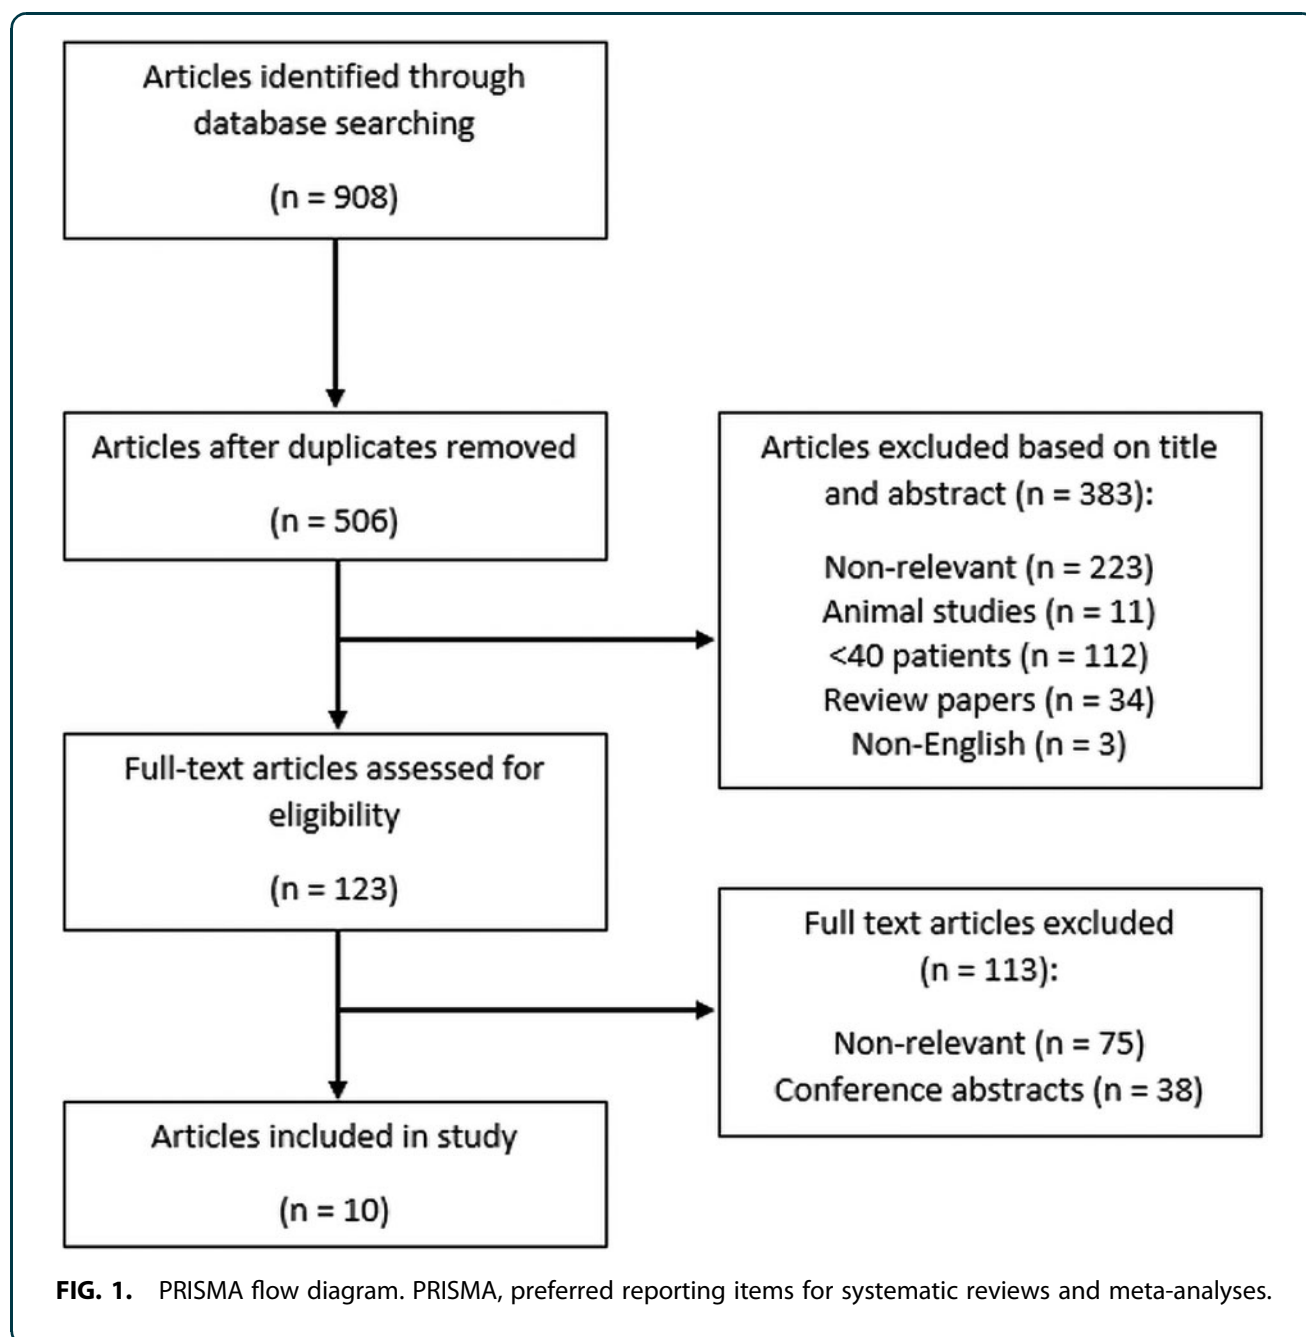 Articles identified through
database searching
(n = 908)
Articles after duplicates removed
(n = 506)
Articles excluded based on title
and abstract (n = 383):
Non-relevant (n = 223)
Animal studies (n = 11)
<40 patients (n = 112)
Review papers (n = 34)
Non-English (n = 3)
Full-text articles assessed for
eligibility
(n = 123)
Full text articles excluded
(n = 113):
Non-relevant (n = 75)
Conference abstracts (n = 38)
Articles included in study
(n = 10)
FIG. 1. PRISMA flow diagram. PRISMA, preferred reporting items for systematic reviews and meta-analyses.